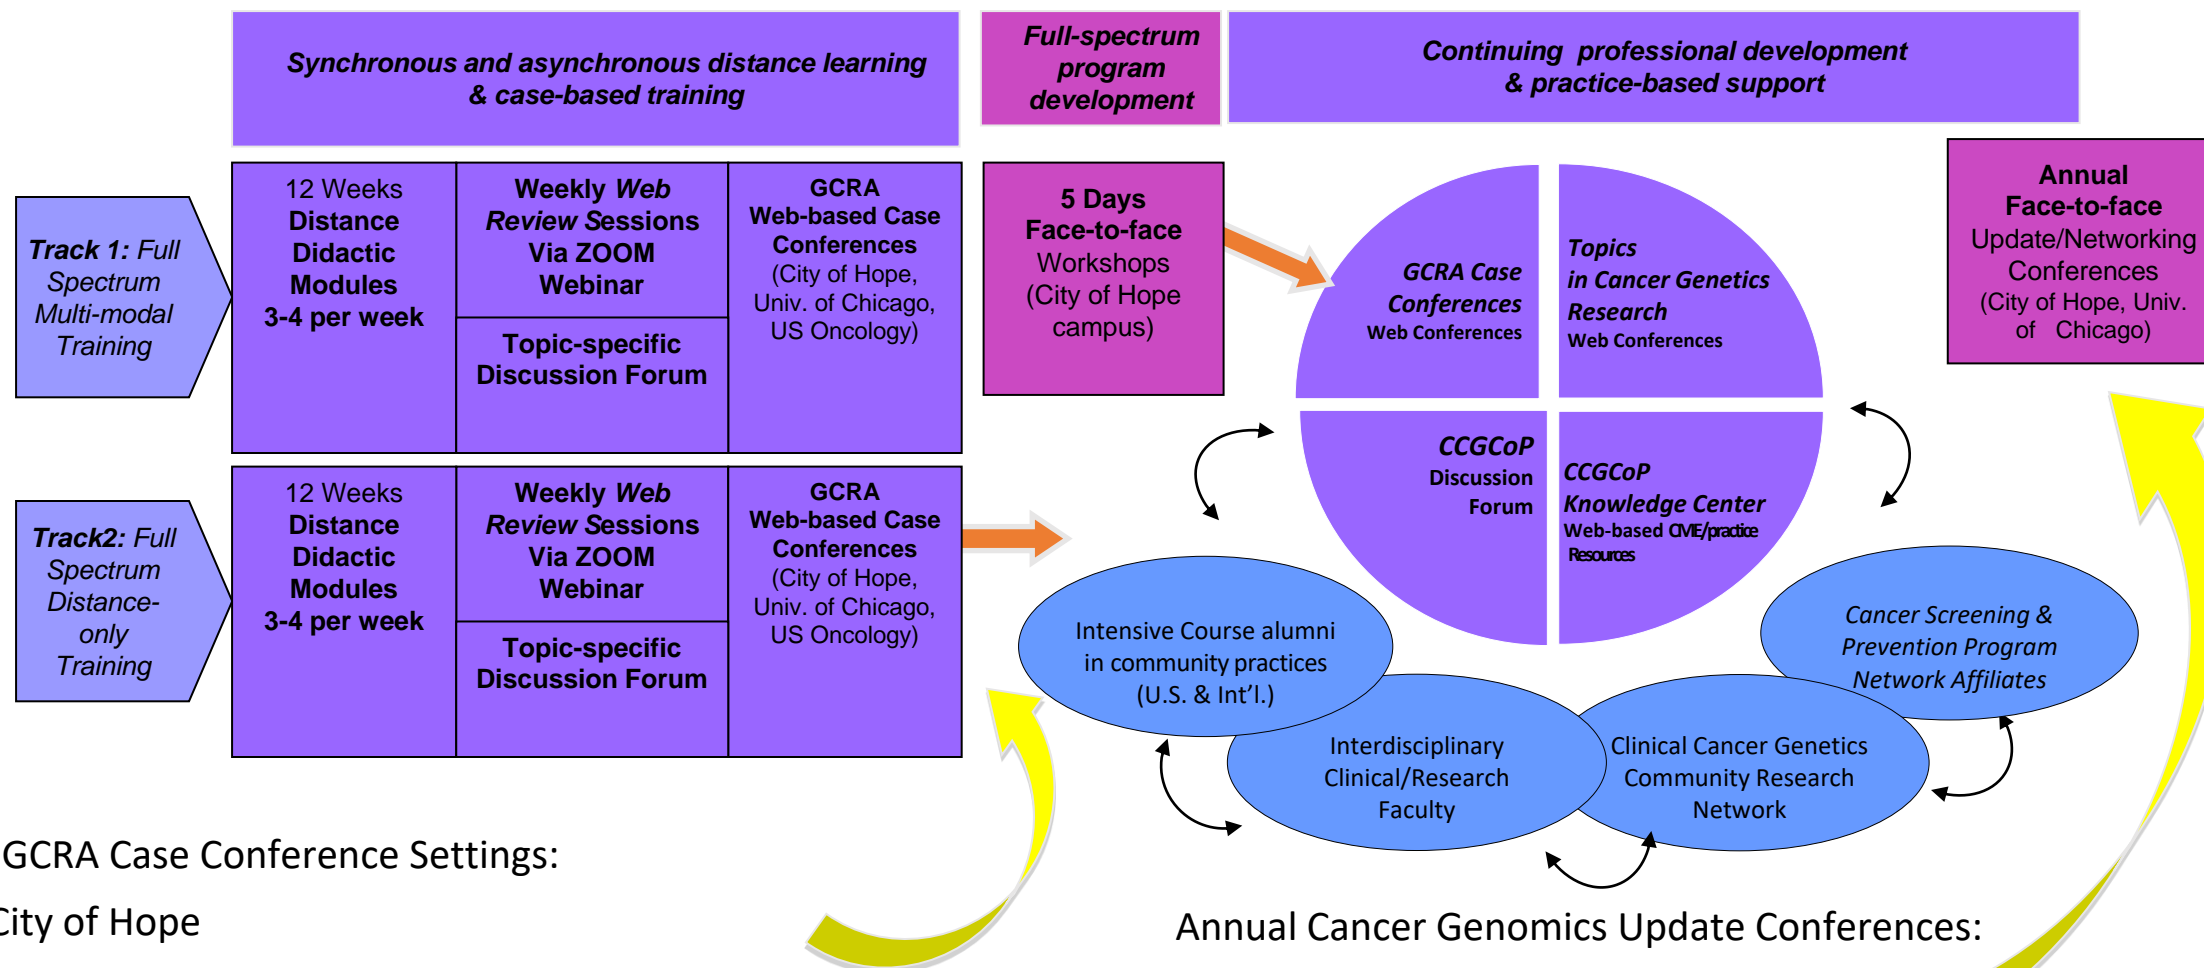 Synchronous and asynchronous distance learning
& case-based training
Full-spectrum
program
development
Continuing professional development
& practice-based support
Track 1: Full
Spectrum
Multi-modal
Training
12 Weeks
Distance
Didactic
Modules
3-4 per week
Weekly Web
Review Sessions
Via ZOOM
Webinar
Topic-specific
Discussion Forum
GCRA
Web-based Case
Conferences
(City of Hope,
Univ. of Chicago,
US Oncology)
5 Days
Face-to-face
Workshops
(City of Hope
campus)
GCRA Case
Conferences
Web Conferences
Topics
in Cancer Genetics
Research
Web Conferences
Annual
Face-to-face
Update/Networking
Conferences
(City of Hope, Univ.
of Chicago)
CCGCoP
Discussion
Forum
CCGCoP
Knowledge Center
Web-based CME/practice
Resources
Track2: Full
Spectrum
Distance-
only
Training
12 Weeks
Distance
Didactic
Modules
3-4 per week
Weekly Web
Review Sessions
Via ZOOM
Webinar
Topic-specific
Discussion Forum
GCRA
Web-based Case
Conferences
(City of Hope,
Univ. of Chicago,
US Oncology)
Intensive Course alumni
in community practices
(U.S. & Int’l.)
Interdisciplinary
Clinical/Research
Faculty
Clinical Cancer Genetics
Community Research
Network
Cancer Screening &
Prevention Program
Network Affiliates
GCRA Case Conference Settings:
City of Hope
Annual Cancer Genomics Update Conferences: